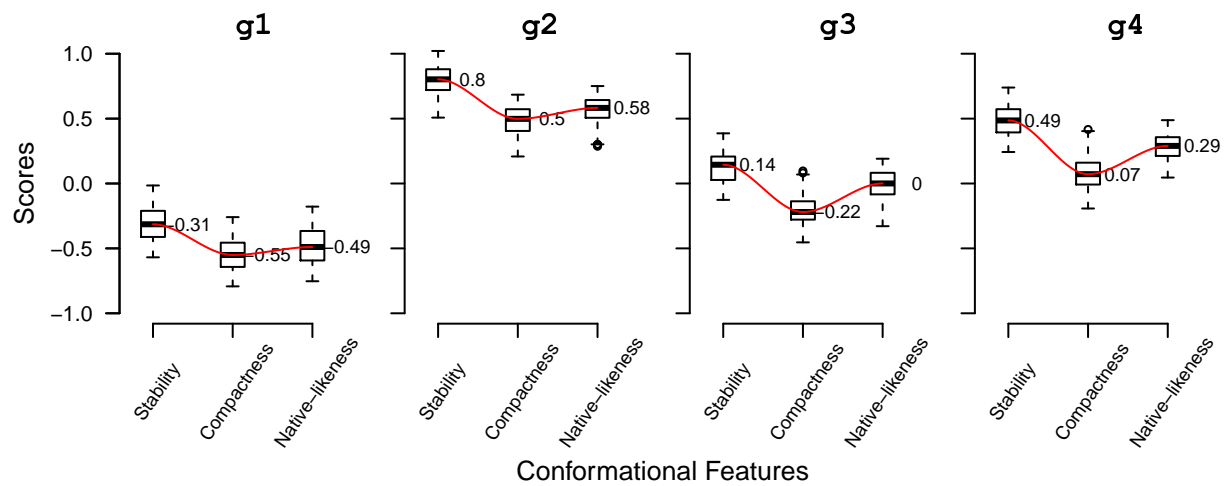 g1 g2 g3 g4
Scores
1.0
0.5
0.0
−0.5
−1.0
−0.31
−0.55
−0.49
0.8
0.5
0.58
0.14
−0.22
0
0.49
0.07
0.29
Stability
Compactness
Native−likeness
Stability
Compactness
Native−likeness
Stability
Compactness
Native−likeness
Stability
Compactness
Native−likeness
Conformational Features